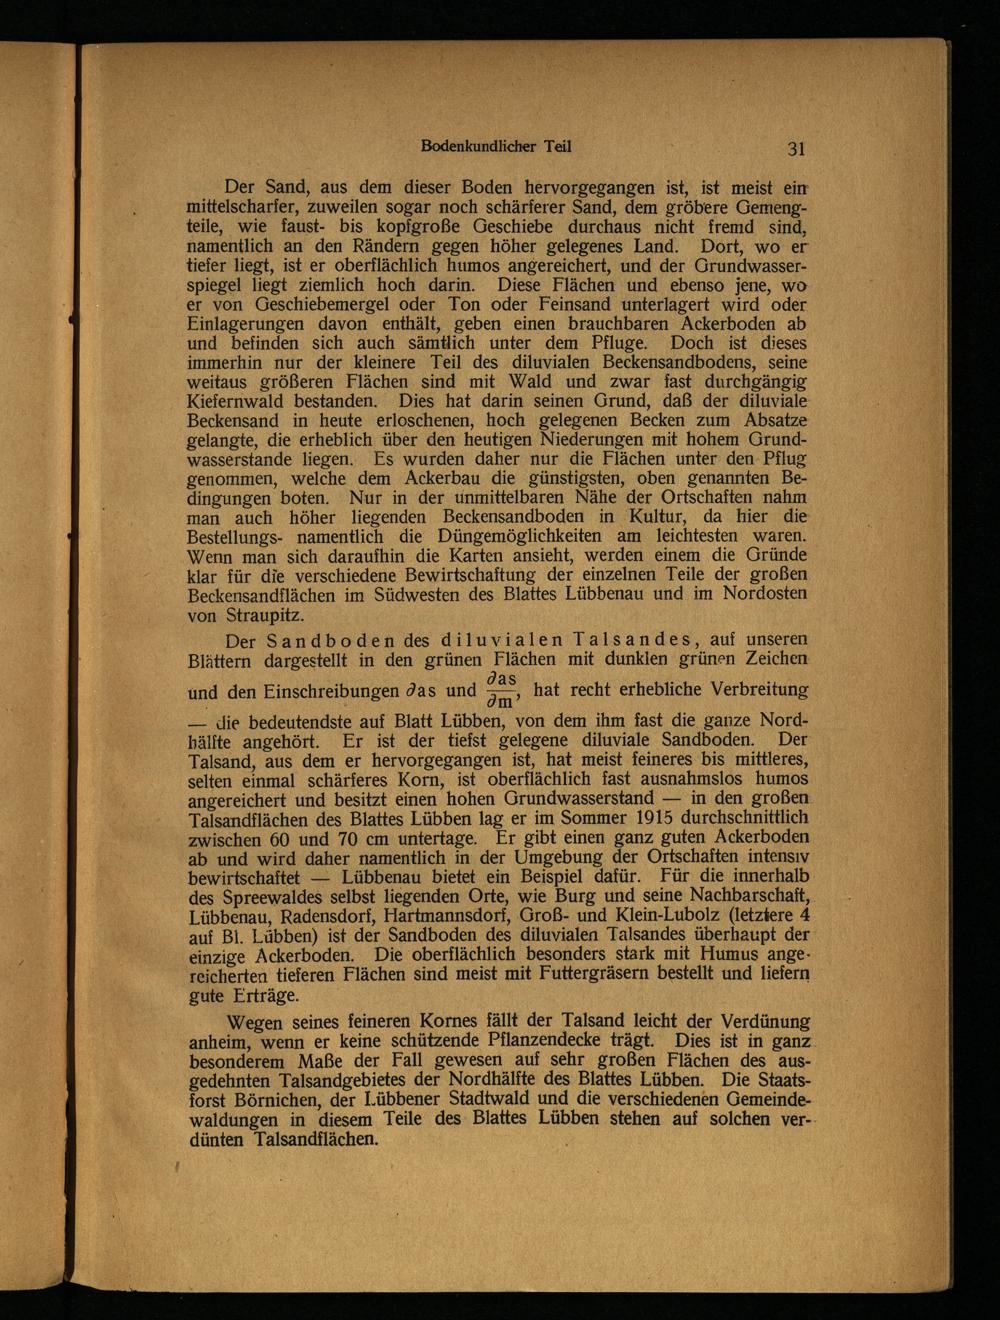 Bodenkundlicher Teil 31
Der Sand, aus dem dieser Boden hervorgegangen ist, ist meist ein
mittelscharfer, zuweilen sogar noch schärferer Sand, dem gröbere Gemeng-
teile, wie faust- bis kopfgroße Geschiebe durchaus nicht fremd sind,
namentlich an den Rändern gegen höher gelegenes Land. Dort, wo er
tiefer liegt, ist er oberflächlich humos angereichert, und der Grundwasser-
spiegel liegt ziemlich hoch darin. Diese Flächen und ebenso jene, wo
er von Geschiebemergel oder Ton oder Feinsand unterlagert wird oder
Einlagerungen davon enthält, geben einen brauchbaren Ackerboden ab
und befinden sich auch sämtlich unter dem Pfluge. Doch ist dieses
immerhin nur der kleinere Teil des diluvialen Beckensandbodens, seine
weitaus größeren Flächen sind mit Wald und zwar fast durchgängig
Kiefernwald bestanden. Dies hat darin seinen Grund, daß der diluviale
Beckensand in heute erloschenen, hoch gelegenen Becken zum Absatze
gelangte, die erheblich über den heutigen Niederungen mit hohem Grund-
wasserstande liegen. Es wurden daher nur die Flächen unter den Pflug
genommen, welche dem Ackerbau die günstigsten, oben genannten Be-
dingungen boten. Nur in der unmittelbaren Nähe der Ortschaften nahm
man auch höher liegenden Beckensandboden in Kultur, da hier die
Bestellungs- namentlich die Düngemöglichkeiten am leichtesten waren.
Wenn man sich daraufhin die Karten ansieht, werden einem die Gründe
klar für die verschiedene Bewirtschaftung der einzelnen Teile der großen
Beckensandflächen im Südwesten des Blattes Lübbenau und im Nordosten
von Straupitz.
Der Sandboden des diluvialen Talsandes, auf unseren
Blättern dargestellt in den grünen Flächen mit dunklen grünen Zeichen
und den Einschreibungen ∂as und ∂as/∂m, hat recht erhebliche Verbreitung
— die bedeutendste auf Blatt Lübben, von dem ihm fast die ganze Nord-
hälfte angehört. Er ist der tiefst gelegene diluviale Sandboden. Der
Talsand, aus dem er hervorgegangen ist, hat meist feineres bis mittleres,
selten einmal schärferes Korn, ist oberflächlich fast ausnahmslos humos
angereichert und besitzt einen hohen Grundwasserstand — in den großen
Talsandflächen des Blattes Lübben lag er im Sommer 1915 durchschnittlich
zwischen 60 und 70 cm untertage. Er gibt einen ganz guten Ackerboden
ab und wird daher namentlich in der Umgebung der Ortschaften intensiv
bewirtschaftet — Lübbenau bietet ein Beispiel dafür. Für die innerhalb
des Spreewaldes selbst liegenden Orte, wie Burg und seine Nachbarschaft,
Lübbenau, Radensdorf, Hartmannsdorf, Groß- und Klein-Lubolz (letztere 4
auf Bl. Lübben) ist der Sandboden des diluvialen Talsandes überhaupt der
einzige Ackerboden. Die oberflächlich besonders stark mit Humus ange-
reicherten tieferen Flächen sind meist mit Futtergräsern bestellt und liefern
gute Erträge.
Wegen seines feineren Kornes fällt der Talsand leicht der Verdünung
anheim, wenn er keine schützende Pflanzendecke trägt. Dies ist in ganz
besonderem Maße der Fall gewesen auf sehr großen Flächen des aus-
gedehnten Talsandgebietes der Nordhälfte des Blattes Lübben. Die Staats-
forst Börnichen, der Lübbener Stadtwald und die verschiedenen Gemeinde-
waldungen in diesem Teile des Blattes Lübben stehen auf solchen ver-
dünten Talsandflächen.